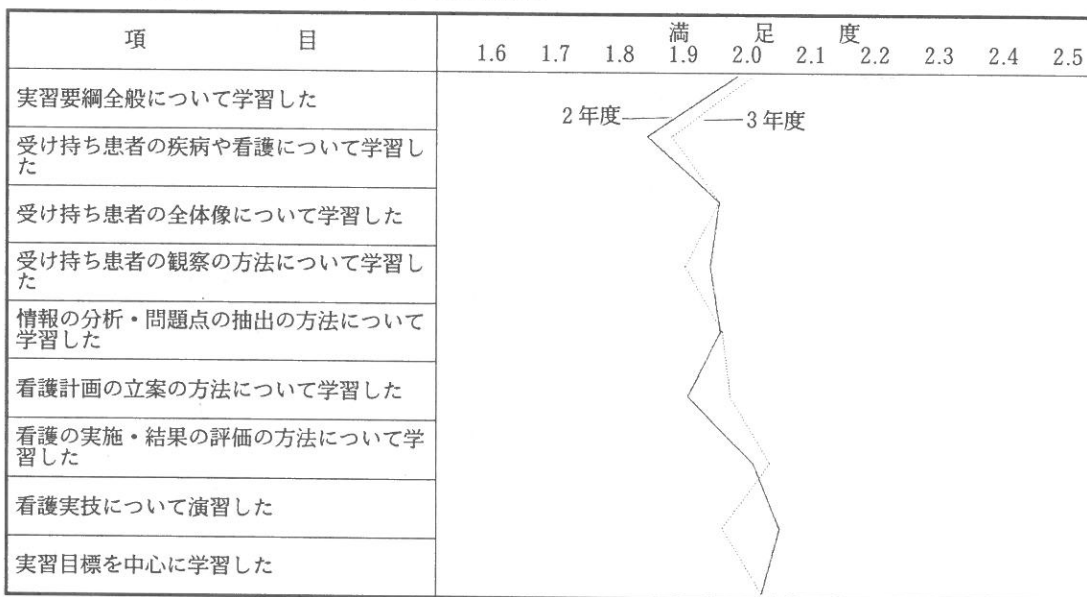 項目
満足度
1.6 1.7 1.8 1.9 2.0 2.1 2.2 2.3 2.4 2.5
実習要綱全般について学習した
2年度
3年度
受け持ち患者の疾病や看護について学習し
た
受け持ち患者の全体像について学習した
受け持ち患者の観察の方法について学習し
た
情報の分析・問題点の抽出の方法について
学習した
看護計画の立案の方法について学習した
看護の実施・結果の評価の方法について学
習した
看護実技について演習した
実習目標を中心に学習した